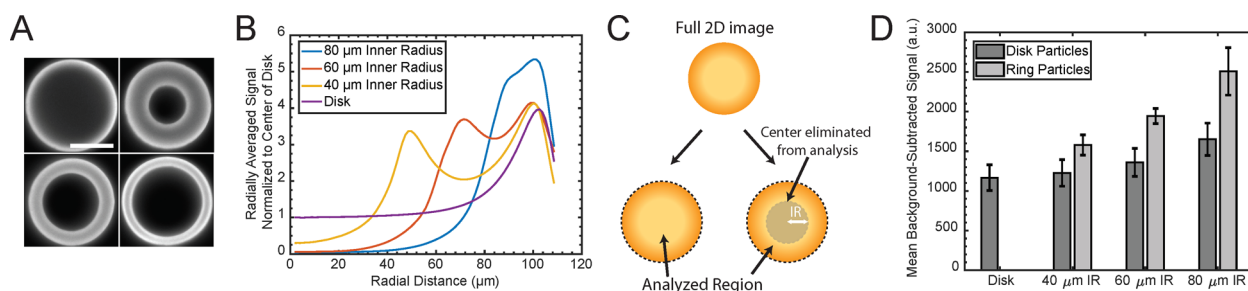 A
B
Radially Averaged Signal
Normalized to Center of Disk
6
5
4
3
2
1
0
80 µm Inner Radius
60 µm Inner Radius
40 µm Inner Radius
Disk
0
20
40
60
80
100
120
Radial Distance (µm)
C
Full 2D image
Center eliminated
from analysis
IR
Analyzed Region
D
Mean Background-Subtracted Signal (a.u.)
3000
2500
2000
1500
1000
500
0
Disk Particles
Ring Particles
Disk
40 µm IR
60 µm IR
80 µm IR